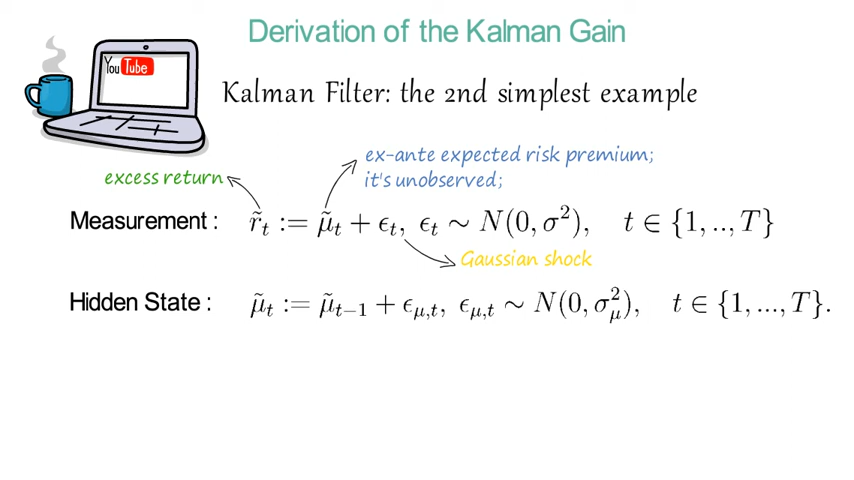 Derivation of the Kalman Gain
You Tube
Kalman Filter: the 2nd simplest example
ex-ante expected risk premium;
it's unobserved;
excess return
Measurement : r̃_t := μ̃_t + ϵ_t, ϵ_t ∼ N(0, σ²), t ∈ {1, .., T}
Gaussian shock
Hidden State : μ̃_t := μ̃_{t−1} + ϵ_{μ,t}, ϵ_{μ,t} ∼ N(0, σ²_μ), t ∈ {1, ..., T}.